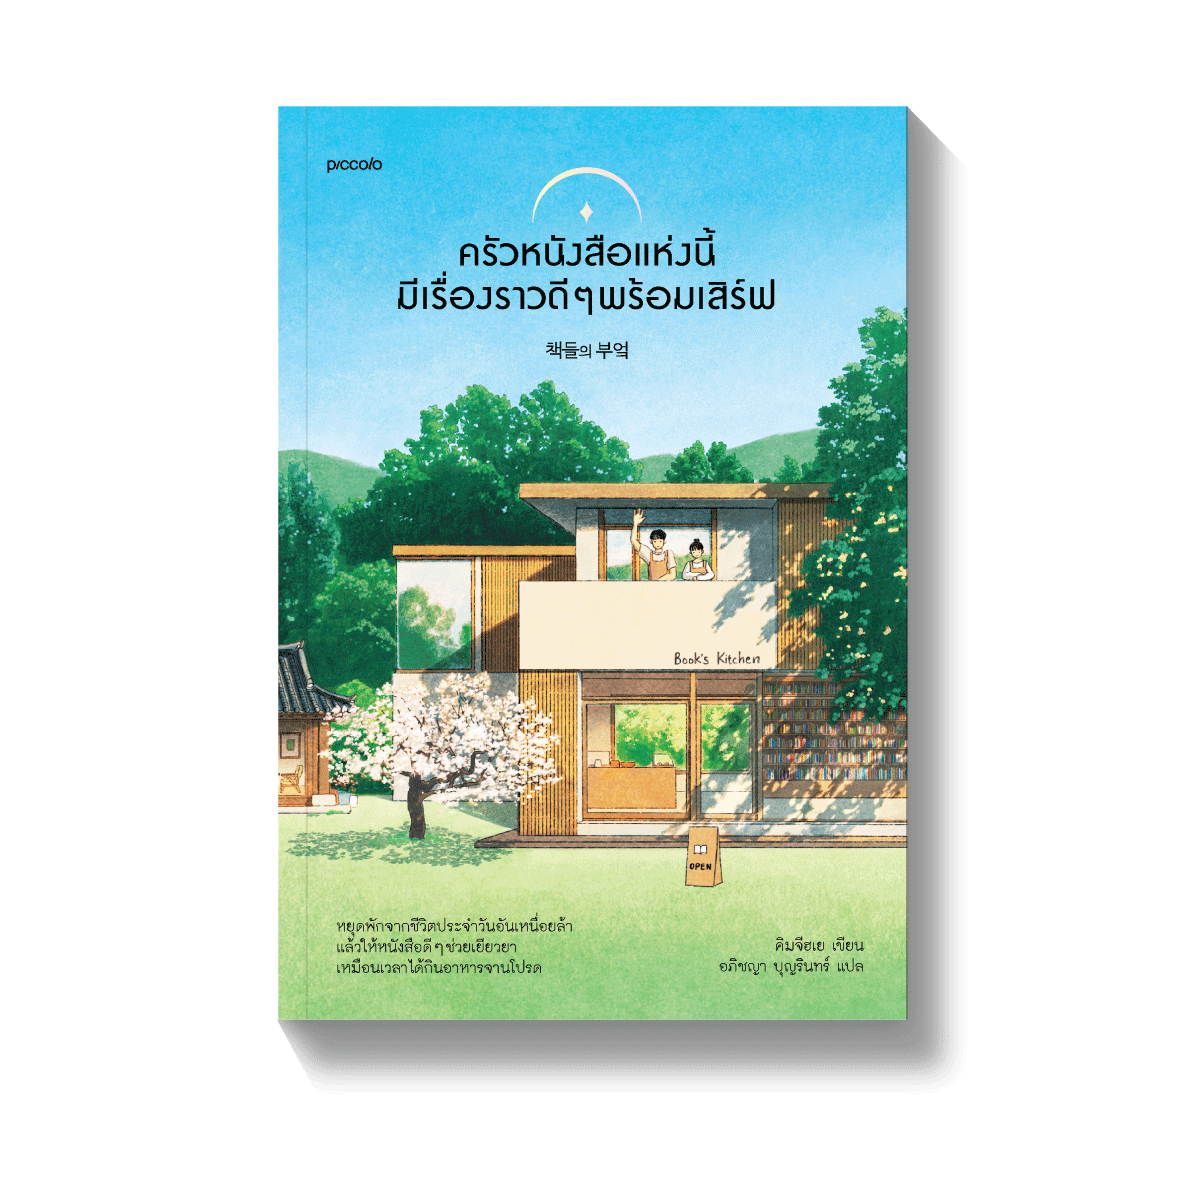 piccolo
ครัวหนังสือแห่งนี้
มีเรื่องราวดีๆพร้อมเสิร์ฟ
책들의 부엌
Book's Kitchen
OPEN
หยุดพักจากชีวิตประจำวันอันเหนื่อยล้า
แล้วให้หนังสือดีๆช่วยเยียวยา
เหมือนเวลาได้กินอาหารจานโปรด
คิมจีฮเย เขียน
อภิชญา บุญรินทร์ แปล